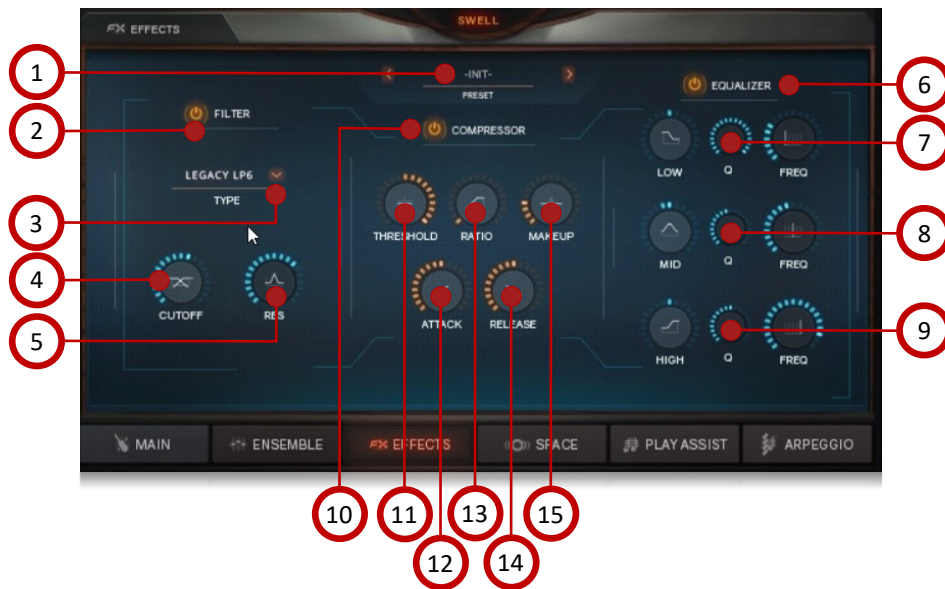 SWELL
FX EFFECTS
1
-INIT-
PRESET
2
FILTER
10
COMPRESSOR
EQUALIZER
6
LEGACY LP6
TYPE
3
THRESHOLD
RATIO
MAKEUP
LOW
Q
FREQ
7
4
CUTOFF
RES
5
ATTACK
RELEASE
MID
Q
FREQ
8
HIGH
Q
FREQ
9
MAIN
ENSEMBLE
FX EFFECTS
SPACE
PLAY ASSIST
ARPEGGIO
10
11
13
15
12
14